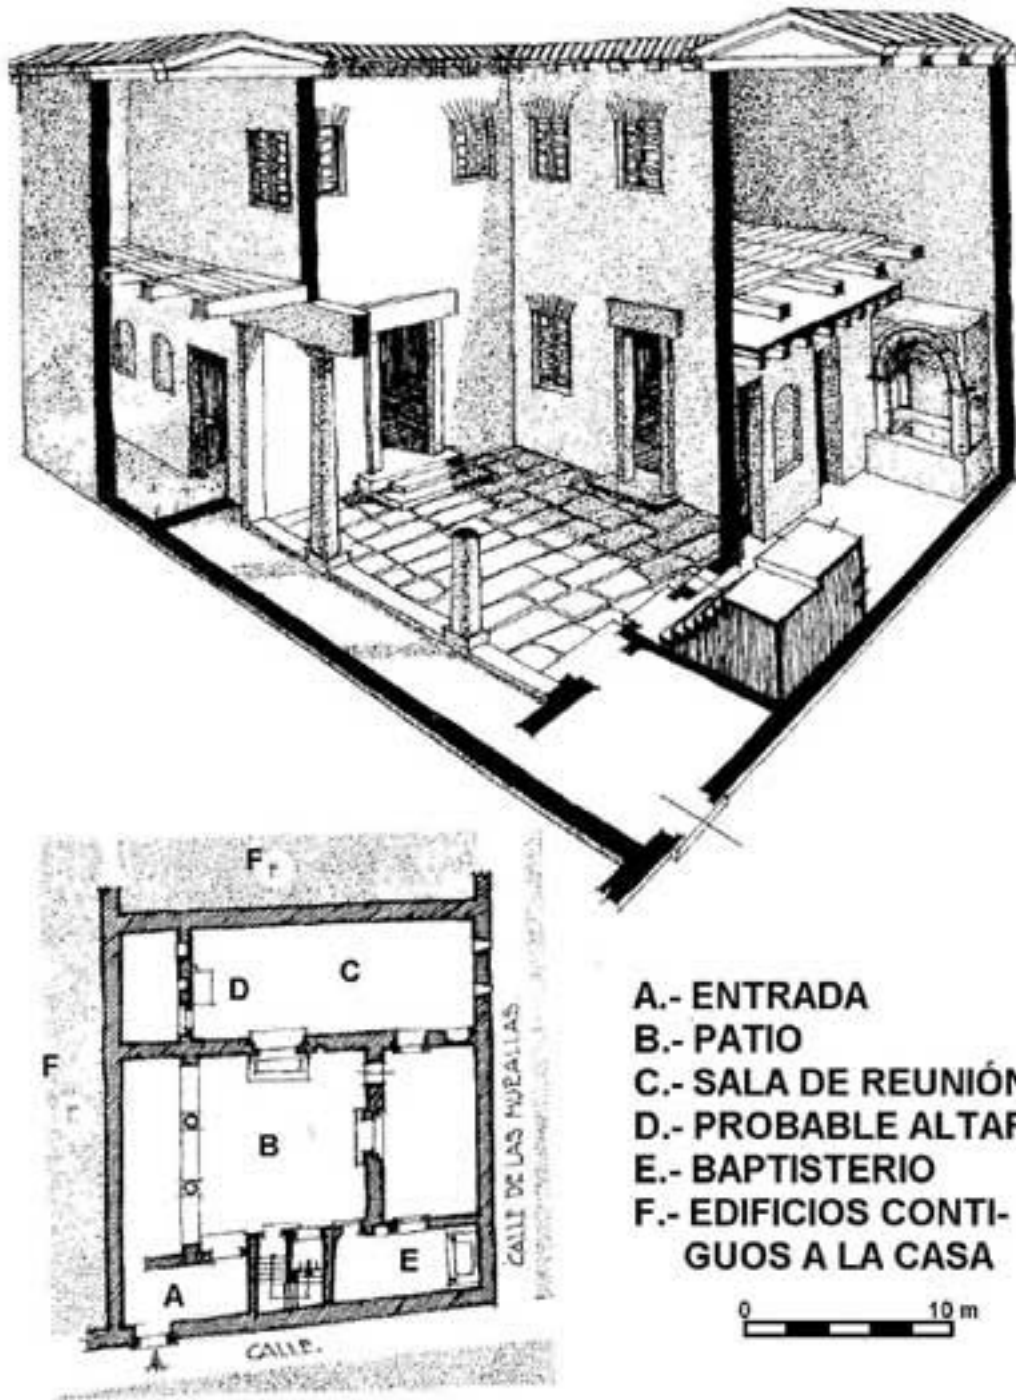 F.
C
D
F
B
CALLE DE LAS MURALLAS
E
A
CALLE.
A.- ENTRADA
B.- PATIO
C.- SALA DE REUNIÓN
D.- PROBABLE ALTAR
E.- BAPTISTERIO
F.- EDIFICIOS CONTI-
GUOS A LA CASA
0 10 m